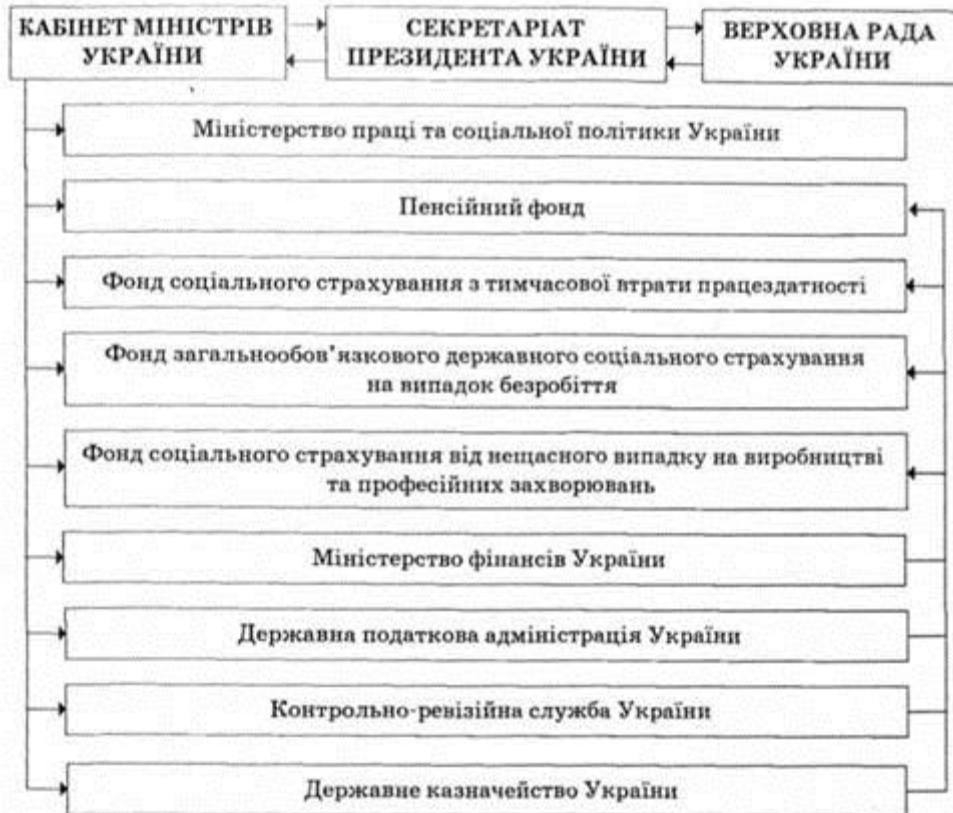 КАБІНЕТ МІНІСТРІВ
УКРАЇНИ
СЕКРЕТАРІАТ
ПРЕЗИДЕНТА УКРАЇНИ
ВЕРХОВНА РАДА
УКРАЇНИ
Міністерство праці та соціальної політики України
Пенсійний фонд
Фонд соціального страхування з тимчасової втрати працездатності
Фонд загальнообов’язкового державного соціального страхування
на випадок безробіття
Фонд соціального страхування від нещасного випадку на виробництві
та професійних захворювань
Міністерство фінансів України
Державна податкова адміністрація України
Контрольно-ревізійна служба України
Державне казначейство України